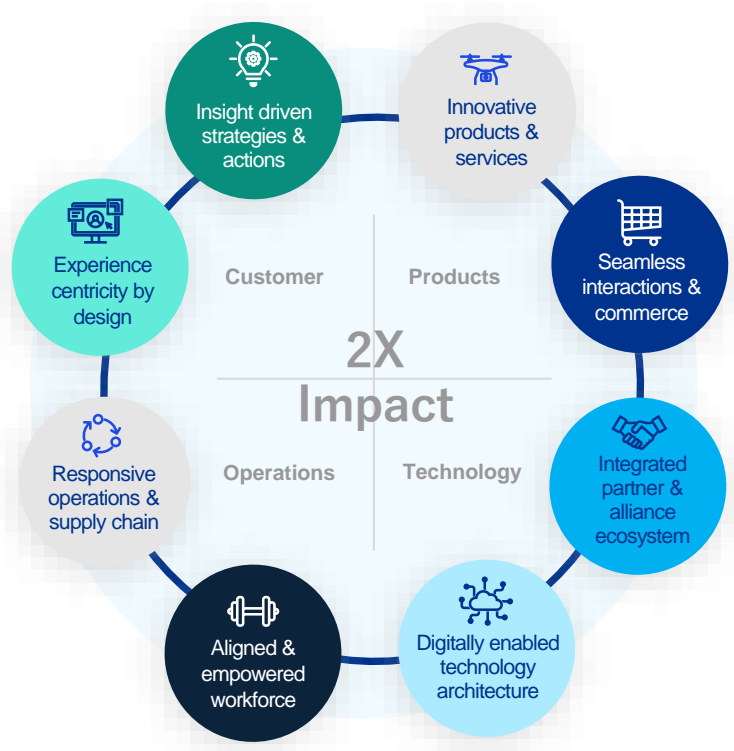 Insight driven
strategies &
actions
Innovative
products &
services
Seamless
interactions &
commerce
Integrated
partner &
alliance
ecosystem
Digitally enabled
technology
architecture
Aligned &
empowered
workforce
Responsive
operations &
supply chain
Experience
centricity by
design
Customer
Products
2X
Impact
Operations
Technology